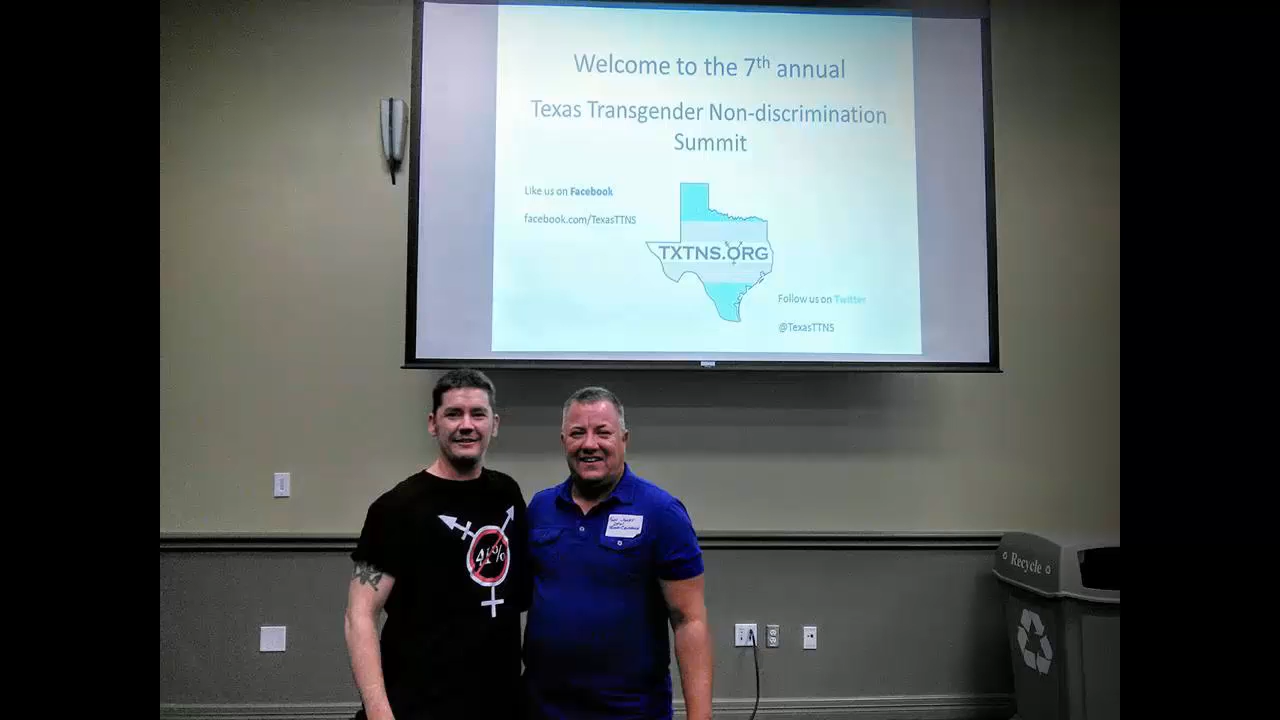 Welcome to the 7th annual
Texas Transgender Non-discrimination
Summit
Like us on Facebook
facebook.com/TexasTTNS
TXTNS.ORG
Follow us on Twitter
@TexasTTNS
41%
Recycle